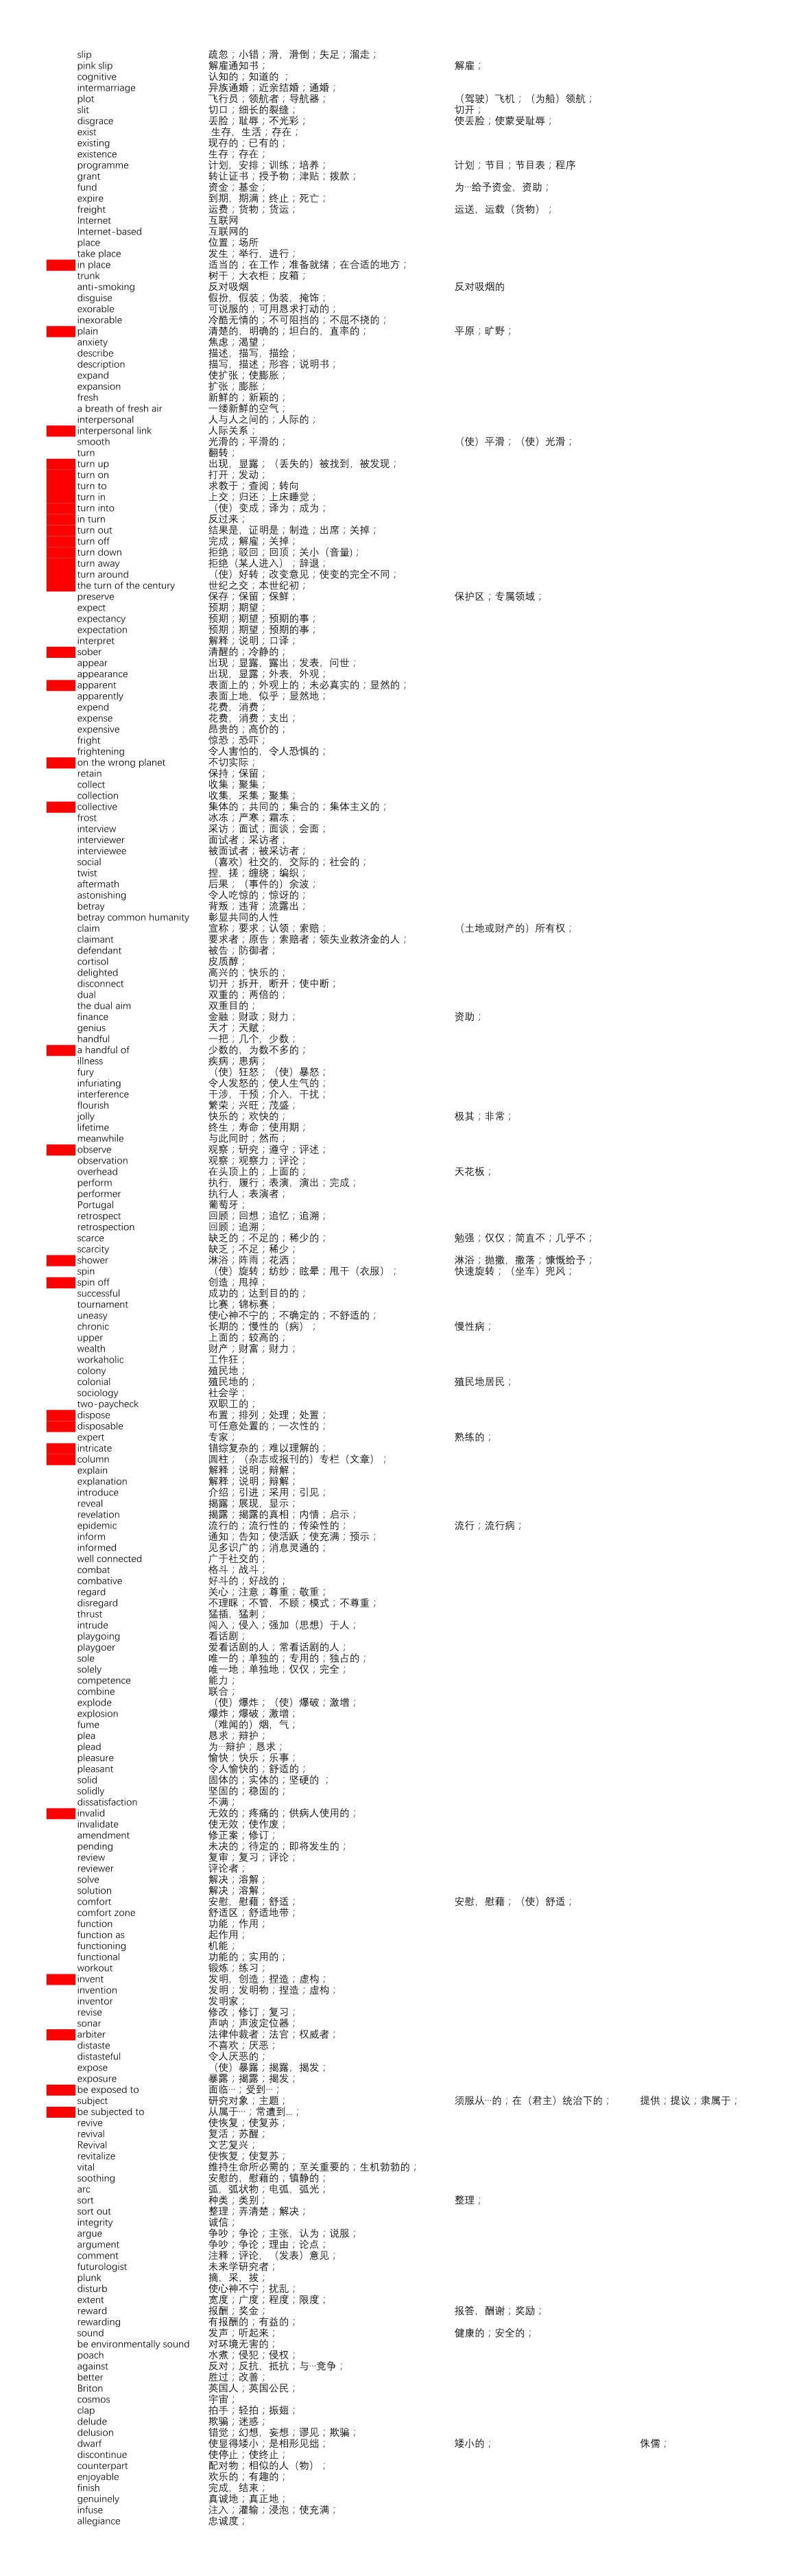 slip 疏忽；小错；滑，滑倒；失足；溜走；
pink slip 解雇通知书； 解雇；
cognitive 认知的；知道的 ；
intermarriage 异族通婚；近亲结婚；通婚；
plot 飞行员；领航者；导航器； （驾驶）飞机；（为船）领航；
slit 切口；细长的裂缝； 切开；
disgrace 丢脸；耻辱；不光彩； 使丢脸；使蒙受耻辱；
exist 生存，生活；存在；
existing 现存的；已有的；
existence 生存；存在；
programme 计划，安排；训练；培养； 计划；节目；节目表；程序
grant 转让证书；授予物；津贴；拨款；
fund 资金；基金； 为…给予资金，资助；
expire 到期，期满；终止；死亡；
freight 运费；货物；货运； 运送，运载（货物）；
Internet 互联网
Internet-based 互联网的
place 位置；场所
take place 发生；举行，进行；
in place 适当的；在工作；准备就绪；在合适的地方；
trunk 树干；大衣柜；皮箱；
anti-smoking 反对吸烟 反对吸烟的
disguise 假扮，假装；伪装，掩饰；
exorable 可说服的；可用恳求打动的；
inexorable 冷酷无情的；不可阻挡的；不屈不挠的；
plain 清楚的，明确的；坦白的，直率的； 平原；旷野；
anxiety 焦虑；渴望；
describe 描述，描写，描绘；
description 描写，描述；形容；说明书；
expand 使扩张；使膨胀；
expansion 扩张；膨胀；
fresh 新鲜的；新颖的；
a breath of fresh air 一缕新鲜的空气；
interpersonal 人与人之间的；人际的；
interpersonal link 人际关系；
smooth 光滑的；平滑的； （使）平滑；（使）光滑；
turn 翻转；
turn up 出现，显露；（丢失的）被找到，被发现；
turn on 打开；发动；
turn to 求教于；查阅；转向
turn in 上交；归还；上床睡觉；
turn into （使）变成；译为；成为；
in turn 反过来；
turn out 结果是，证明是；制造；出席；关掉；
turn off 完成；解雇；关掉；
turn down 拒绝；驳回；回顶；关小（音量)；
turn away 拒绝（某人进入）；辞退；
turn around （使）好转；改变意见；使变的完全不同；
the turn of the century 世纪之交；本世纪初；
preserve 保存；保留；保鲜； 保护区；专属领域；
expect 预期；期望；
expectancy 预期；期望；预期的事；
expectation 预期；期望；预期的事；
interpret 解释；说明；口译；
sober 清醒的；冷静的；
appear 出现；显露，露出；发表，问世；
appearance 出现，显露；外表，外观；
apparent 表面上的；外观上的；未必真实的；显然的；
apparently 表面上地，似乎；显然地；
expend 花费，消费；
expense 花费，消费；支出；
expensive 昂贵的；高价的；
fright 惊恐；恐吓；
frightening 令人害怕的，令人恐惧的；
on the wrong planet 不切实际；
retain 保持；保留；
collect 收集；聚集；
collection 收集，采集；聚集；
collective 集体的；共同的；集合的；集体主义的；
frost 冰冻；严寒；霜冻；
interview 采访；面试；面谈；会面；
interviewer 面试者；采访者；
interviewee 被面试者；被采访者；
social （喜欢）社交的，交际的；社会的；
twist 捏，搓；缠绕；编织；
aftermath 后果；（事件的）余波；
astonishing 令人吃惊的；惊讶的；
betray 背叛；违背；流露出；
betray common humanity 彰显共同的人性
claim 宣称；要求；认领；索赔； （土地或财产的）所有权；
claimant 要求者；原告；索赔者；领失业救济金的人；
defendant 被告；防御者；
cortisol 皮质醇；
delighted 高兴的；快乐的；
disconnect 切开；拆开，断开；使中断；
dual 双重的；两倍的；
the dual aim 双重目的；
finance 金融；财政；财力； 资助；
genius 天才；天赋；
handful 一把；几个，少数；
a handful of 少数的，为数不多的；
illness 疾病；患病；
fury （使）狂怒；（使）暴怒；
infuriating 令人发怒的；使人生气的；
interference 干涉，干预；介入，干扰；
flourish 繁荣；兴旺；茂盛；
jolly 快乐的；欢快的； 极其；非常；
lifetime 终生；寿命；使用期；
meanwhile 与此同时；然而；
observe 观察；研究；遵守；评述；
observation 观察；观察力；评论；
overhead 在头顶上的；上面的； 天花板；
perform 执行，履行；表演，演出；完成；
performer 执行人；表演者；
Portugal 葡萄牙；
retrospect 回顾；回想；追忆；追溯；
retrospection 回顾；追溯；
scarce 缺乏的；不足的；稀少的； 勉强；仅仅；简直不；几乎不；
scarcity 缺乏；不足；稀少；
shower 淋浴；阵雨；花洒； 淋浴；抛撒，撒落；慷慨给予；
spin （使）旋转；纺纱；眩晕；甩干（衣服）； 快速旋转；（坐车）兜风；
spin off 创造；甩掉；
successful 成功的；达到目的的；
tournament 比赛；锦标赛；
uneasy 使心神不宁的；不确定的；不舒适的；
chronic 长期的；慢性的（病）； 慢性病；
upper 上面的；较高的；
wealth 财产；财富；财力；
workaholic 工作狂；
colony 殖民地；
colonial 殖民地的； 殖民地居民；
sociology 社会学；
two-paycheck 双职工的；
dispose 布置；排列；处理；处置；
disposable 可任意处置的；一次性的；
expert 专家； 熟练的；
intricate 错综复杂的；难以理解的；
column 圆柱；（杂志或报刊的）专栏（文章）；
explain 解释；说明；辩解；
explanation 解释；说明；辩解；
introduce 介绍；引进；采用；引见；
reveal 揭露；展现，显示；
revelation 揭露；揭露的真相；内情；启示；
epidemic 流行的；流行性的；传染性的； 流行；流行病；
inform 通知；告知；使活跃；使充满；预示；
informed 见多识广的；消息灵通的；
well connected 广于社交的；
combat 格斗；战斗；
combative 好斗的；好战的；
regard 关心；注意；尊重；敬重；
disregard 不理睬；不管，不顾；模式；不尊重；
thrust 猛插，猛刺；
intrude 闯入；侵入；强加（思想）于人；
playgoing 看话剧；
playgoer 爱看话剧的人；常看话剧的人；
sole 唯一的；单独的；专用的；独占的；
solely 唯一地；单独地；仅仅；完全；
competence 能力；
combine 联合；
explode （使）爆炸；（使）爆破；激增；
explosion 爆炸；爆破；激增；
fume （难闻的）烟，气；
plea 恳求；辩护；
plead 为…辩护；恳求；
pleasure 愉快；快乐；乐事；
pleasant 令人愉快的；舒适的；
solid 固体的；实体的；坚硬的 ；
solidly 坚固的；稳固的；
dissatisfaction 不满；
invalid 无效的；疼痛的；供病人使用的；
invalidate 使无效；使作废；
amendment 修正案；修订；
pending 未决的；待定的；即将发生的；
review 复审；复习；评论；
reviewer 评论者；
solve 解决；溶解；
solution 解决；溶解；
comfort 安慰，慰藉；舒适； 安慰，慰藉；（使）舒适；
comfort zone 舒适区；舒适地带；
function 功能；作用；
function as 起作用；
functioning 机能；
functional 功能的；实用的；
workout 锻炼；练习；
invent 发明，创造；捏造；虚构；
invention 发明；发明物；捏造；虚构；
inventor 发明家；
revise 修改；修订；复习；
sonar 声呐；声波定位器；
arbiter 法律仲裁者；法官；权威者；
distaste 不喜欢；厌恶；
distasteful 令人厌恶的；
expose （使）暴露；揭露，揭发；
exposure 暴露；揭露；揭发；
be exposed to 面临…；受到…；
subject 研究对象；主题； 须服从…的；在（君主）统治下的； 提供；提议；隶属于；
be subjected to 从属于…；常遭到...；
revive 使恢复；使复苏；
revival 复活；苏醒；
Revival 文艺复兴；
revitalize 使恢复；使复苏；
vital 维持生命所必需的；至关重要的；生机勃勃的；
soothing 安慰的，慰藉的；镇静的；
arc 弧，弧状物；电弧，弧光；
sort 种类；类别； 整理；
sort out 整理；弄清楚；解决；
integrity 诚信；
argue 争吵；争论；主张，认为；说服；
argument 争吵；争论；理由；论点；
comment 注释；评论，（发表）意见；
futurologist 未来学研究者；
plunk 摘，采，拔；
disturb 使心神不宁；扰乱；
extent 宽度；广度；程度；限度；
reward 报酬；奖金； 报答，酬谢；奖励；
rewarding 有报酬的；有益的；
sound 发声；听起来； 健康的；安全的；
be environmentally sound 对环境无害的；
poach 水煮；侵犯；侵权；
against 反对；反抗，抵抗；与…竞争；
better 胜过；改善；
Briton 英国人；英国公民；
cosmos 宇宙；
clap 拍手；轻拍；振翅；
delude 欺骗；迷惑；
delusion 错觉；幻想，妄想；谬见；欺骗；
dwarf 使显得矮小；是相形见绌； 矮小的； 侏儒；
discontinue 使停止；使终止；
counterpart 配对物；相似的人（物）；
enjoyable 欢乐的；有趣的；
finish 完成，结束；
genuinely 真诚地；真正地；
infuse 注入；灌输；浸泡；使充满；
allegiance 忠诚度；